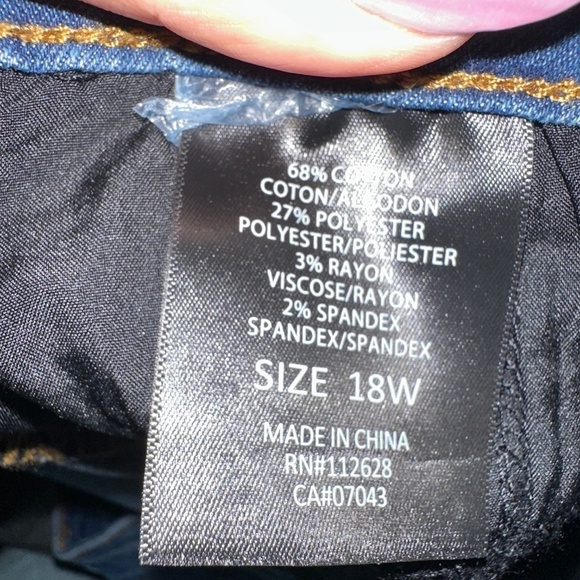 68% COTTON
COTON/ALGODON
27% POLYESTER
POLYESTER/POLIESTER
3% RAYON
VISCOSE/RAYON
2% SPANDEX
SPANDEX/SPANDEX
SIZE 18W
MADE IN CHINA
RN#112628
CA#07043